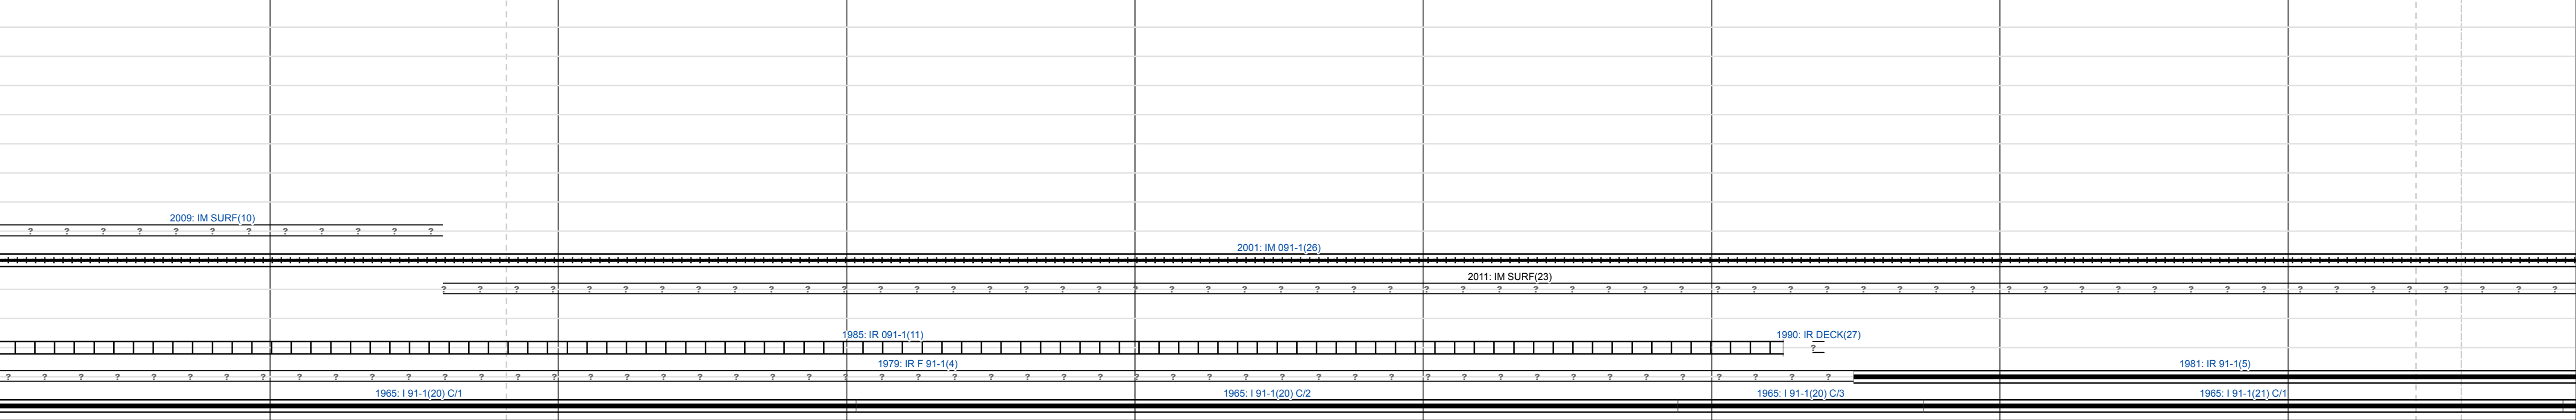 2009: IM SURF(10)
2001: IM 091-1(26)
2011: IM SURF(23)
1985: IR 091-1(11)
1990: IR DECK(27)
1979: IR F 91-1(4)
1981: IR 91-1(5)
1965: I 91-1(20) C/1
1965: I 91-1(20) C/2
1965: I 91-1(20) C/3
1965: I 91-1(21) C/1